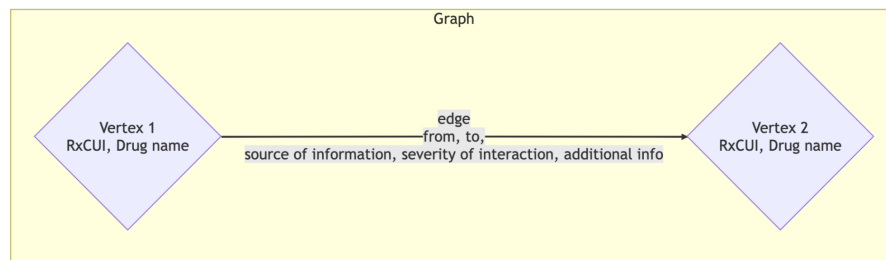 Graph
Vertex 1
RxCUI, Drug name
edge
from, to,
source of information, severity of interaction, additional info
Vertex 2
RxCUI, Drug name